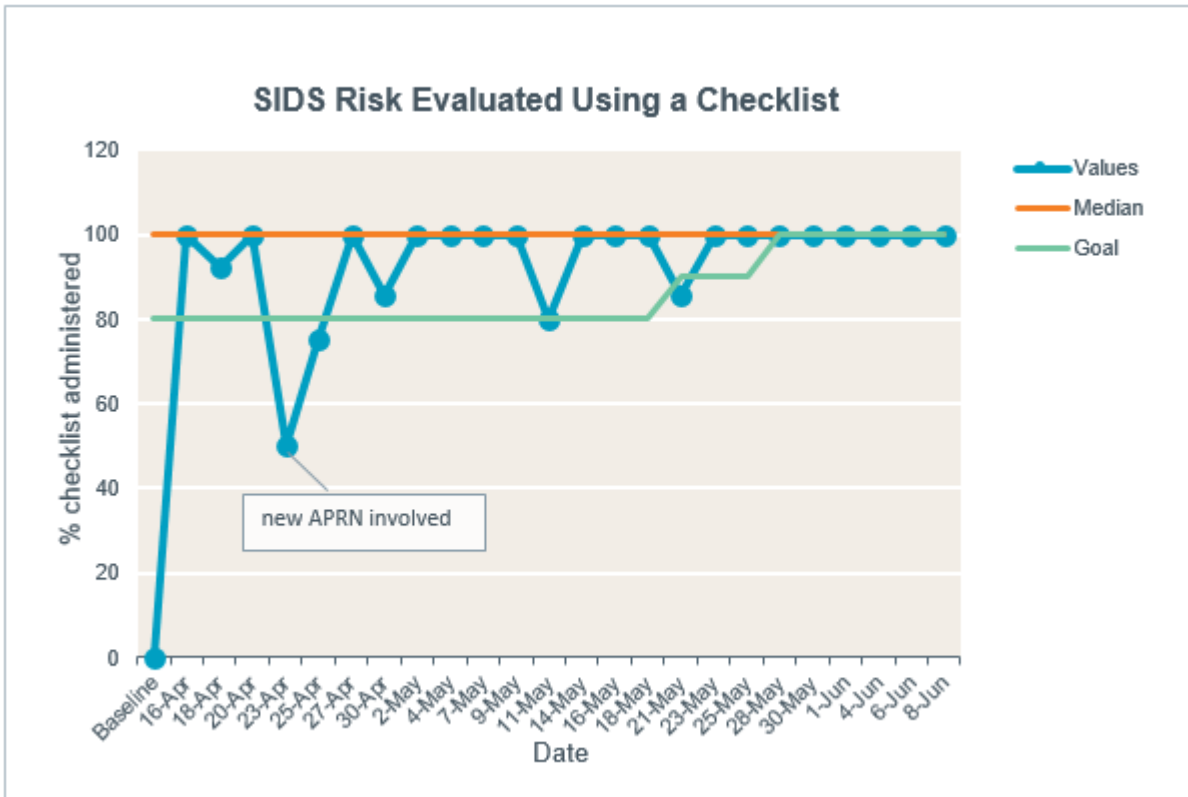 SIDS Risk Evaluated Using a Checklist
120
100
80
60
40
20
0
% checklist administered
new APRN involved
Baseline
16-Apr
18-Apr
20-Apr
23-Apr
25-Apr
27-Apr
30-Apr
2-May
4-May
7-May
9-May
11-May
14-May
16-May
18-May
21-May
23-May
25-May
28-May
30-May
1-Jun
4-Jun
6-Jun
8-Jun
Date
Values
Median
Goal